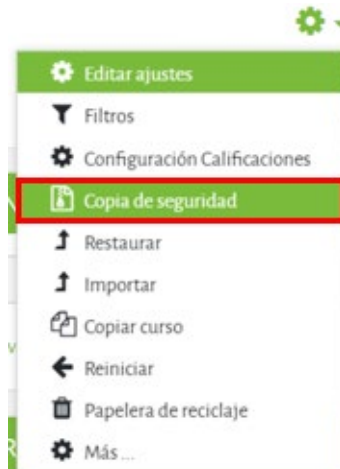 Editar ajustes
Filtros
Configuración Calificaciones
Copia de seguridad
Restaurar
Importar
Copiar curso
Reiniciar
Papelera de reciclaje
Más ...